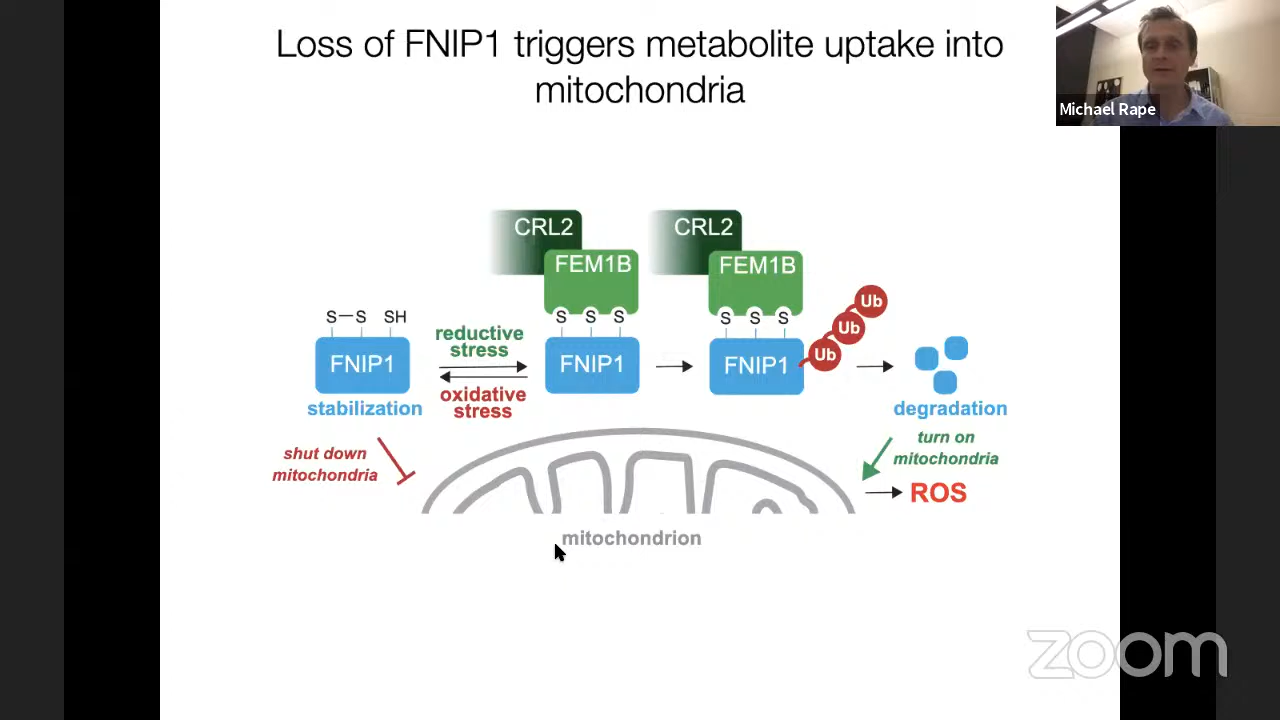 Loss of FNIP1 triggers metabolite uptake into
mitochondria
Michael Rape
CRL2
FEM1B
CRL2
FEM1B
S—S SH
S S S
S S S
Ub
Ub
Ub
FNIP1
reductive
stress
oxidative
stress
FNIP1
FNIP1
stabilization
degradation
shut down
mitochondria
turn on
mitochondria
ROS
mitochondrion
zoom